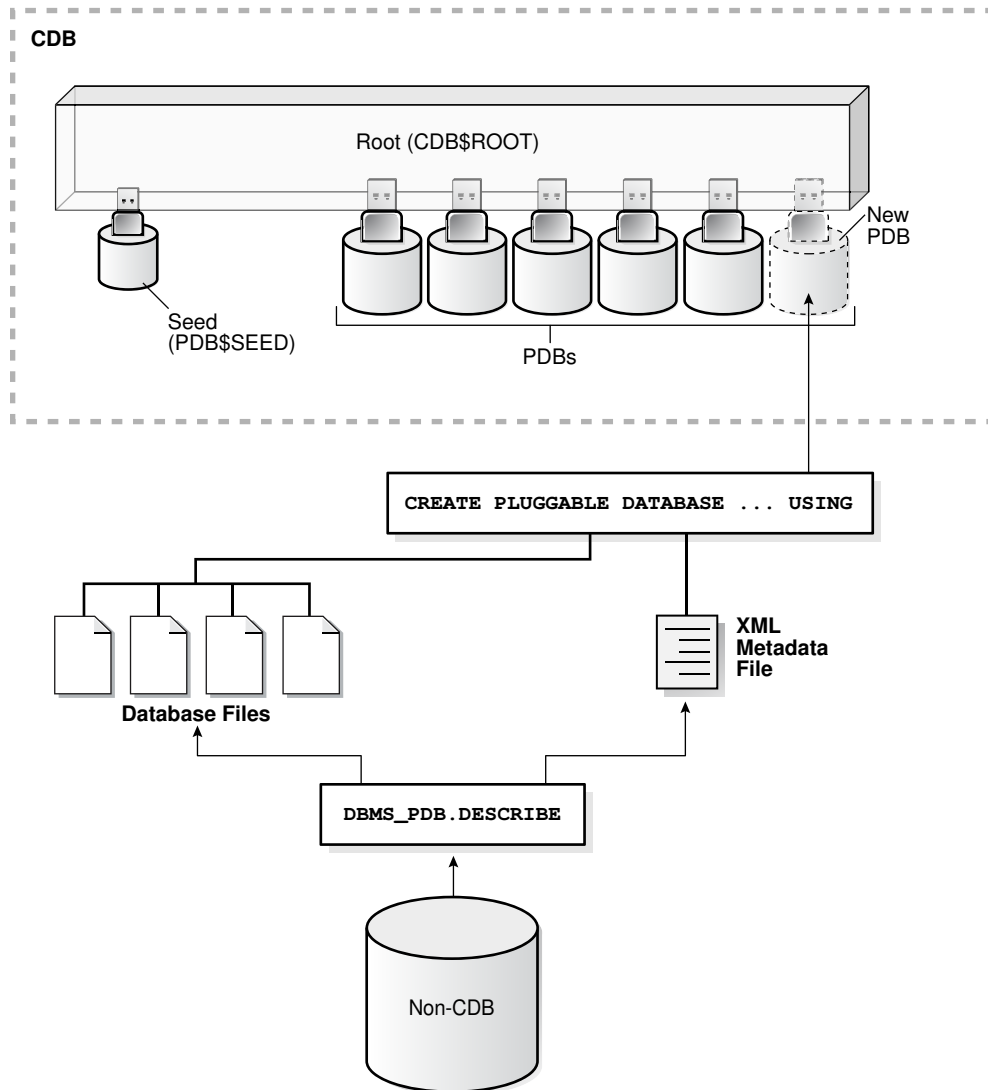 CDB
Root (CDB$ROOT)
New
PDB
Seed
(PDB$SEED)
PDBs
CREATE PLUGGABLE DATABASE ... USING
XML
Metadata
File
Database Files
DBMS_PDB.DESCRIBE
Non-CDB